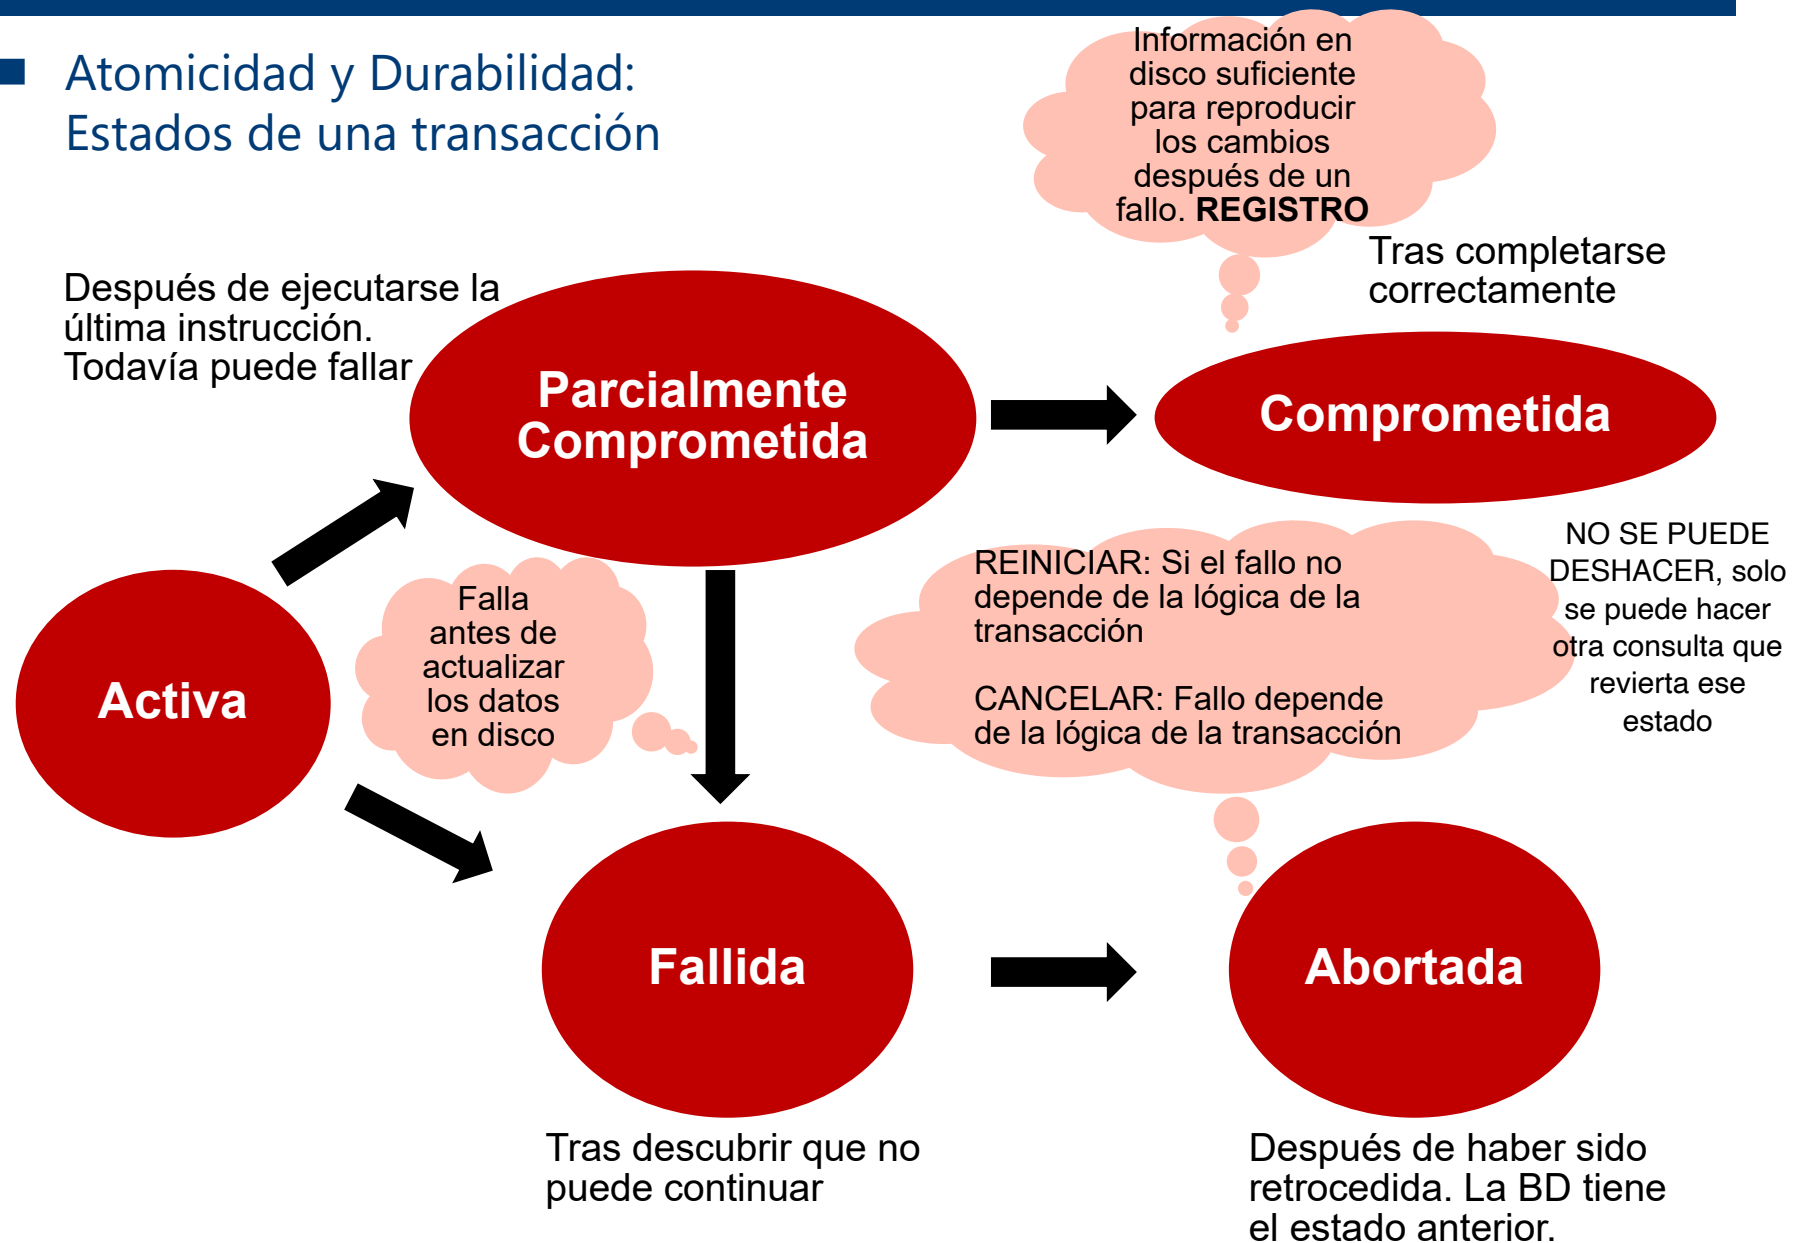 Atomicidad y Durabilidad:
Estados de una transacción
Información en
disco suficiente
para reproducir
los cambios
después de un
fallo. REGISTRO
Tras completarse
correctamente
Después de ejecutarse la
última instrucción.
Todavía puede fallar
Parcialmente
Comprometida
Comprometida
NO SE PUEDE
DESHACER, solo
se puede hacer
otra consulta que
revierta ese
estado
REINICIAR: Si el fallo no
depende de la lógica de la
transacción
CANCELAR: Fallo depende
de la lógica de la transacción
Falla
antes de
actualizar
los datos
en disco
Activa
Fallida
Abortada
Tras descubrir que no
puede continuar
Después de haber sido
retrocedida. La BD tiene
el estado anterior.